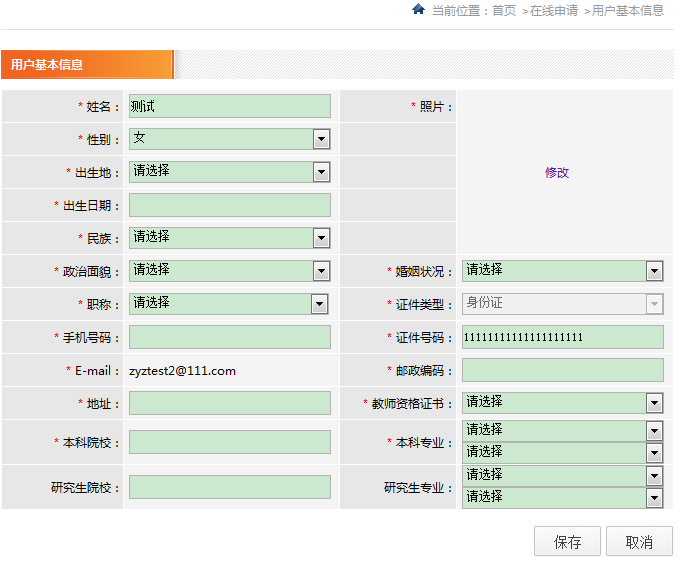 当前位置：首页 >在线申请 >用户基本信息
用户基本信息
* 姓名： 测试 * 照片：
* 性别： 女
修改
* 出生地： 请选择
* 出生日期：
* 民族： 请选择
* 政治面貌： 请选择 * 婚姻状况： 请选择
* 职称： 请选择 * 证件类型： 身份证
* 手机号码： * 证件号码： 11111111111111111111
* E-mail： zyztest2@111.com * 邮政编码：
* 地址： * 教师资格证书： 请选择
* 本科院校： * 本科专业： 请选择
请选择
研究生院校： 研究生专业： 请选择
请选择
保存 取消